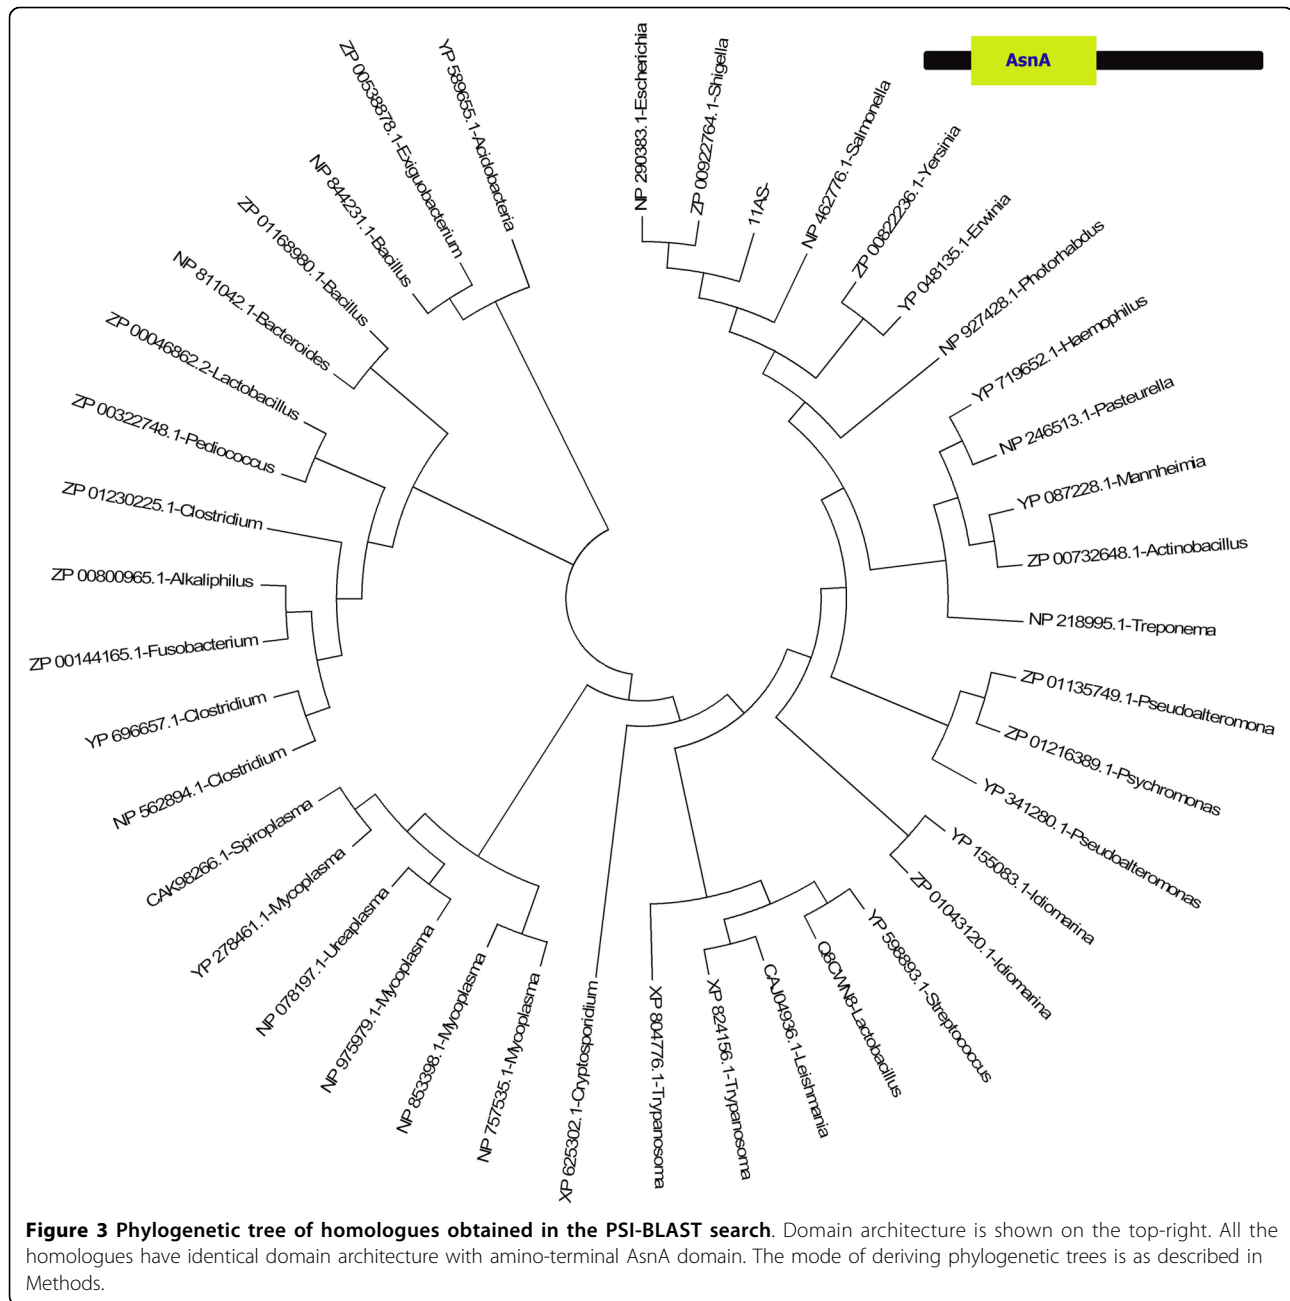 AsnA
NP 290383.1-Escherichia
ZP 00922764.1-Shigella
11AS-
NP 462776.1-Salmonella
ZP 00822236.1-Yersinia
YP 048135.1-Erwinia
NP 927428.1-Photorhabdus
YP 719652.1-Haemophilus
NP 246513.1-Pasteurella
YP 087228.1-Mannheimia
ZP 00732648.1-Actinobacillus
NP 218995.1-Treponema
ZP 01135749.1-Pseudoalteromona
ZP 01216389.1-Psychromonas
YP 341280.1-Pseudoalteromonas
YP 155083.1-Idiomarina
ZP 01043120.1-Idiomarina
YP 598893.1-Streptococcus
Q8CWN8-Lactobacillus
CAJ04936.1-Leishmania
XP 824156.1-Trypanosoma
XP 804776.1-Trypanosoma
XP 625302.1-Cryptosporidium
NP 757535.1-Mycoplasma
NP 853398.1-Mycoplasma
NP 975979.1-Mycoplasma
NP 078197.1-Ureaplasma
YP 278461.1-Mycoplasma
CAK98266.1-Spiroplasma
NP 562894.1-Clostridium
YP 696657.1-Clostridium
ZP 00144165.1-Fusobacterium
ZP 00800965.1-Alkaliphilus
ZP 01230225.1-Clostridium
ZP 00322748.1-Pediococcus
ZP 00046862.2-Lactobacillus
NP 811042.1-Bacteroides
ZP 01168980.1-Bacillus
NP 844231.1-Bacillus
ZP 00538878.1-Exiguobacterium
YP 589655.1-Acidobacteria
Figure 3 Phylogenetic tree of homologues obtained in the PSI-BLAST search. Domain architecture is shown on the top-right. All the
homologues have identical domain architecture with amino-terminal AsnA domain. The mode of deriving phylogenetic trees is as described in
Methods.